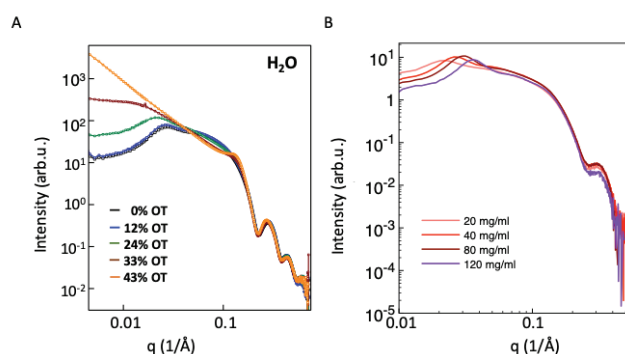 A
H₂O
Intensity (arb.u.)
10³
10²
10¹
10⁰
10⁻¹
10⁻²
0% OT
12% OT
24% OT
33% OT
43% OT
0.01
0.1
q (1/Å)
B
Intensity (arb.u.)
10¹
1
10⁻¹
10⁻²
10⁻³
10⁻⁴
10⁻⁵
20 mg/ml
40 mg/ml
80 mg/ml
120 mg/ml
0.01
0.1
q (1/Å)